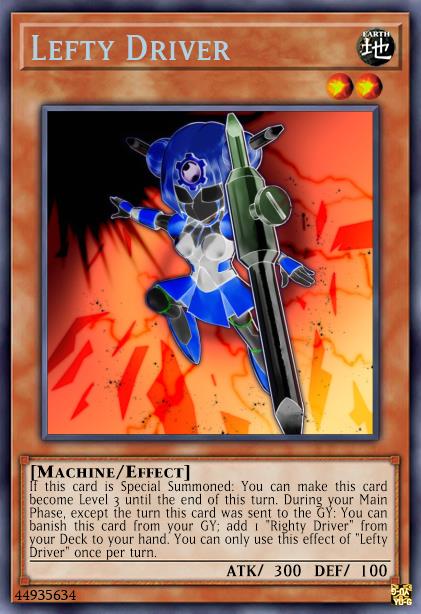 LEFTY DRIVER
EARTH
地
[MACHINE/EFFECT]
If this card is Special Summoned: You can make this card
become Level 3 until the end of this turn. During your Main
Phase, except the turn this card was sent to the GY: You can
banish this card from your GY; add 1 "Righty Driver" from
your Deck to your hand. You can only use this effect of "Lefty
Driver" once per turn.
ATK/ 300 DEF/ 100
44935634